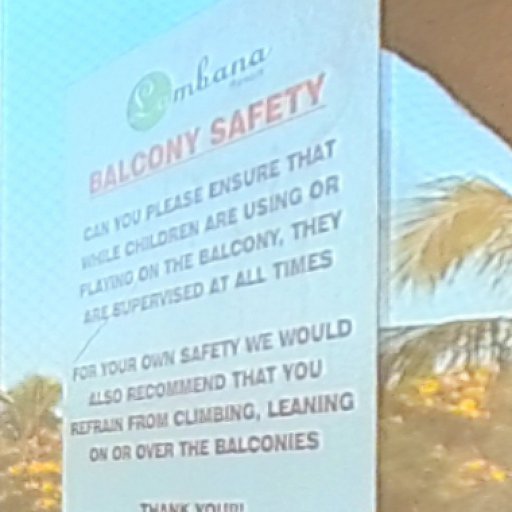 Lombana
BALCONY SAFETY
CAN YOU PLEASE ENSURE THAT
WHILE CHILDREN ARE USING OR
PLAYING ON THE BALCONY, THEY
ARE SUPERVISED AT ALL TIMES
FOR YOUR OWN SAFETY WE WOULD
ALSO RECOMMEND THAT YOU
REFRAIN FROM CLIMBING, LEANING
ON OR OVER THE BALCONIES
THANK YOU!!!